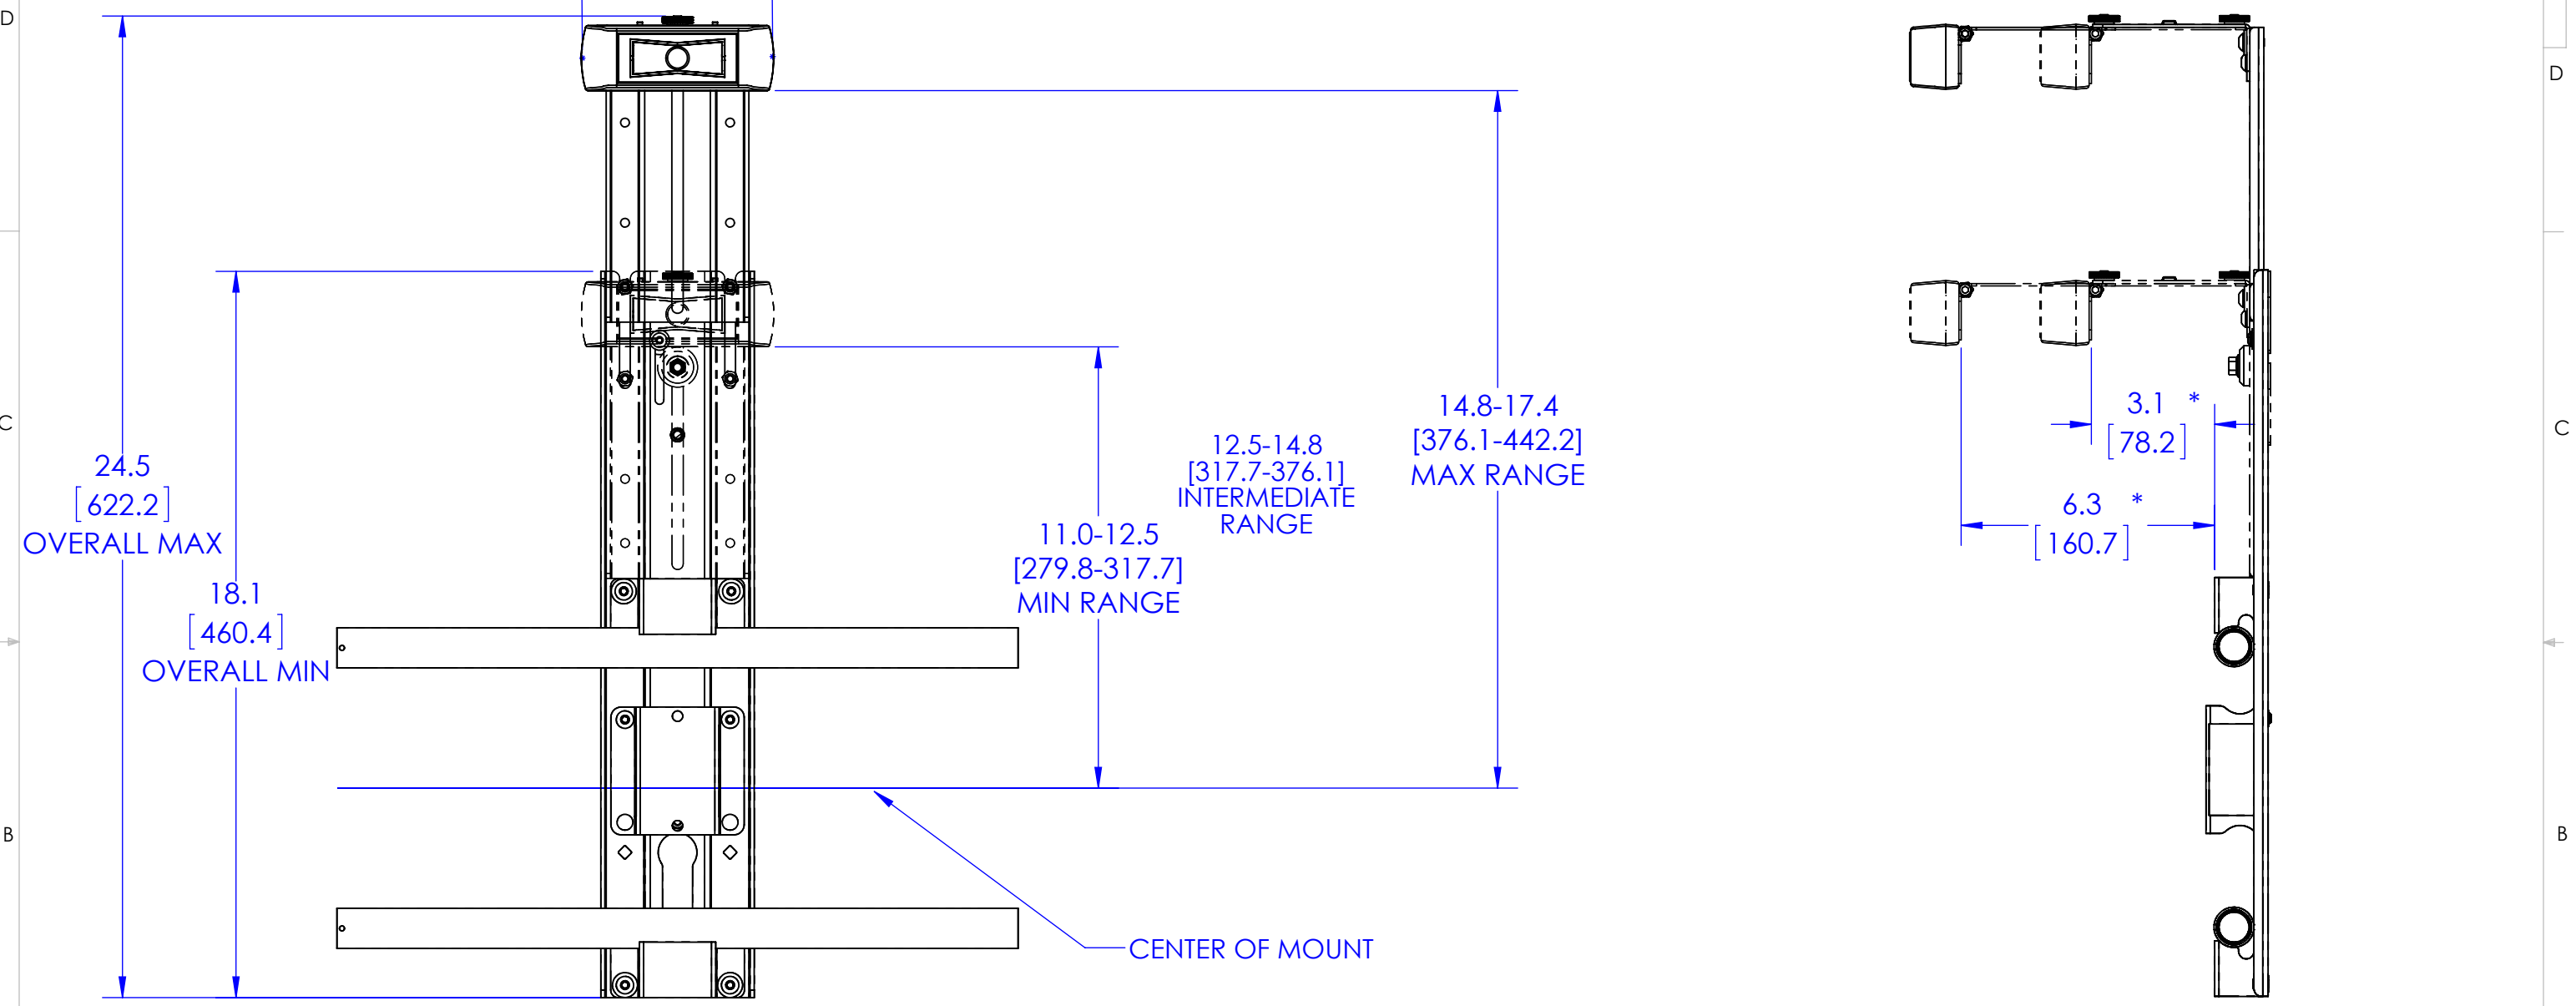 D
D
24.5
[622.2]
OVERALL MAX
18.1
[460.4]
OVERALL MIN
11.0-12.5
[279.8-317.7]
MIN RANGE
12.5-14.8
[317.7-376.1]
INTERMEDIATE
RANGE
14.8-17.4
[376.1-442.2]
MAX RANGE
3.1 *
[78.2]
6.3 *
[160.7]
C
C
B
B
CENTER OF MOUNT